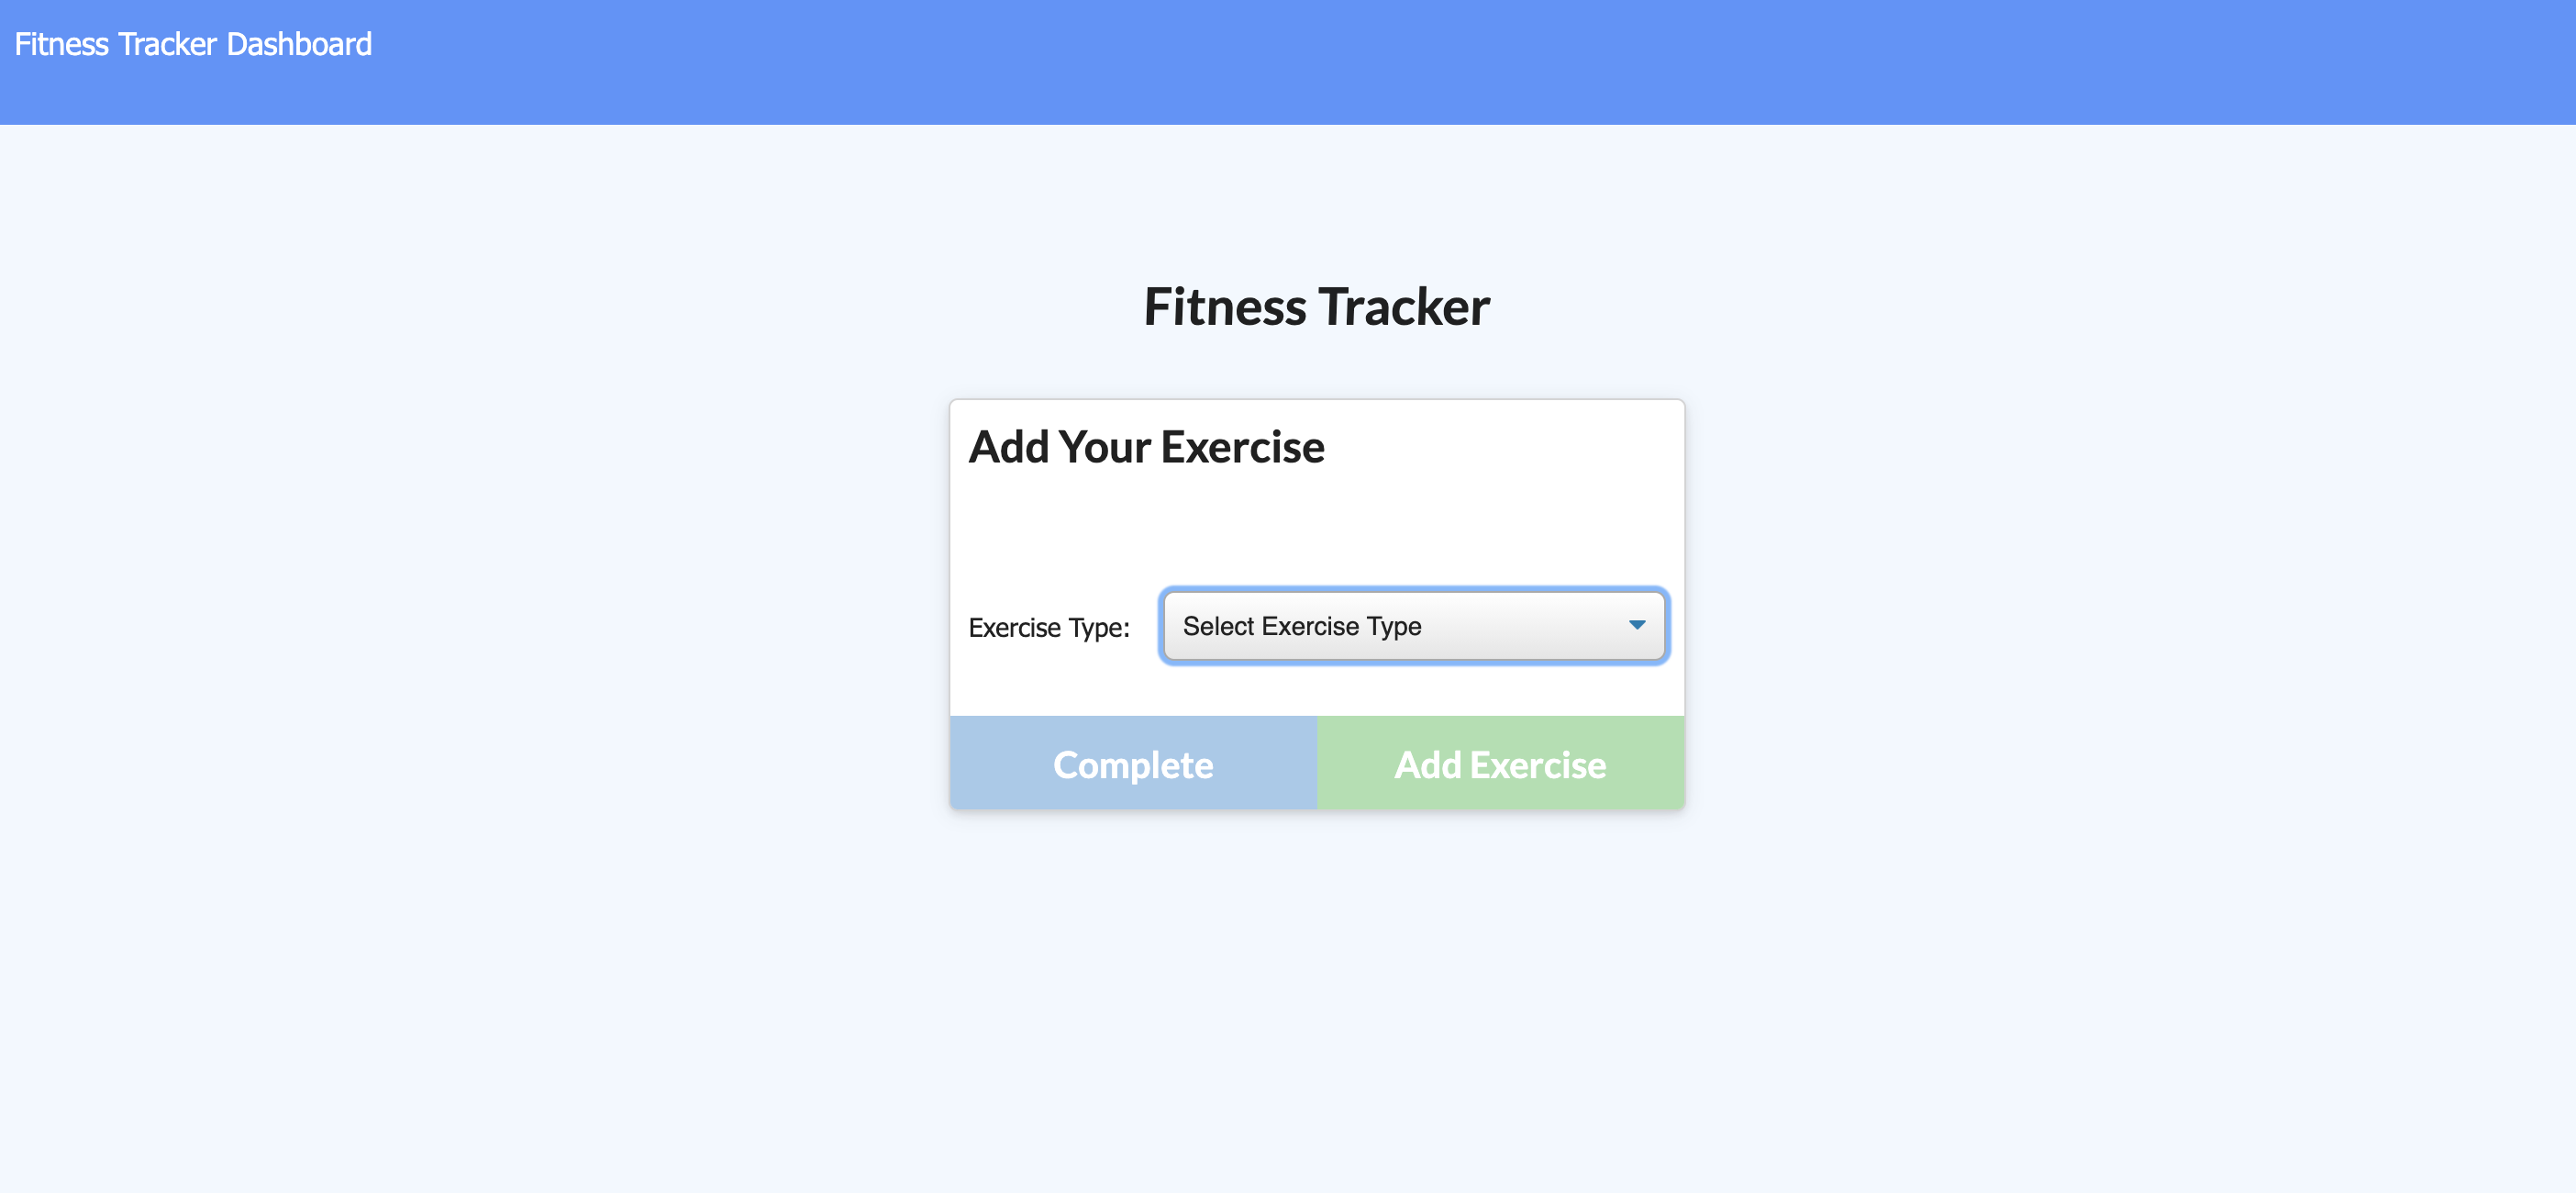 Fitness Tracker Dashboard
Fitness Tracker
Add Your Exercise
Exercise Type: Select Exercise Type
Complete Add Exercise